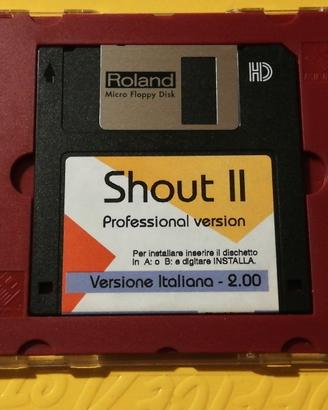 Roland
Micro Floppy Disk
HD
Shout II
Professional version
Per installare inserire il dischetto
in A: o B: e digitare INSTALLA.
Versione Italiana - 2.00